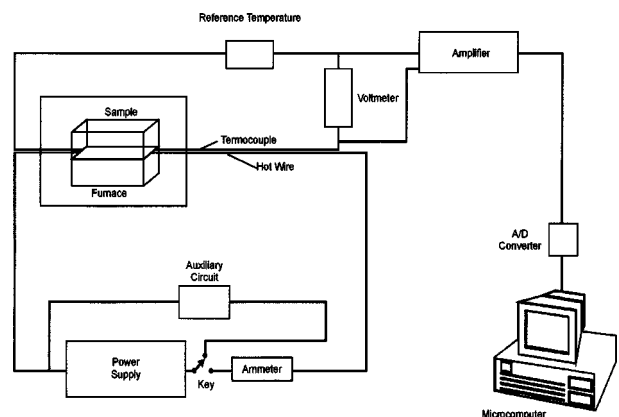 Reference Temperature
Amplifier
Voltmeter
Sample
Termocouple
Hot Wire
Furnace
A/D
Converter
Auxiliary
Circuit
Power
Supply
Key
Ammeter
Microcomputer